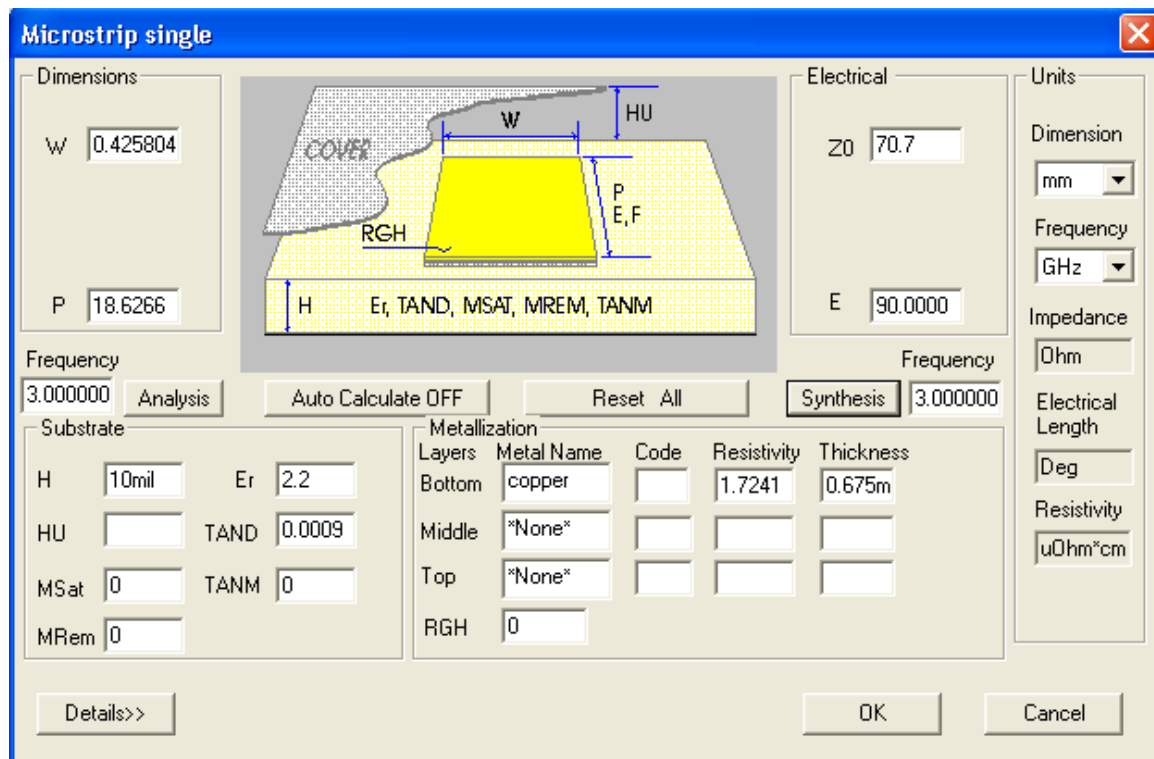 Microstrip single
Dimensions
W 0.425804
P 18.6266
COVER
W
HU
P
E,F
RGH
H Er, TAND, MSAT, MREM, TANM
Electrical
Z0 70.7
E 90.0000
Units
Dimension
mm
Frequency
GHz
Impedance
Ohm
Electrical
Length
Deg
Resistivity
uOhm*cm
Frequency
3.000000 Analysis Auto Calculate OFF Reset All Synthesis
Frequency
3.000000
Substrate
H 10mil Er 2.2
HU TAND 0.0009
MSat 0 TANM 0
MRem 0
Metallization
Layers Metal Name Code Resistivity Thickness
Bottom copper 1.7241 0.675m
Middle *None*
Top *None*
RGH 0
Details>> OK Cancel